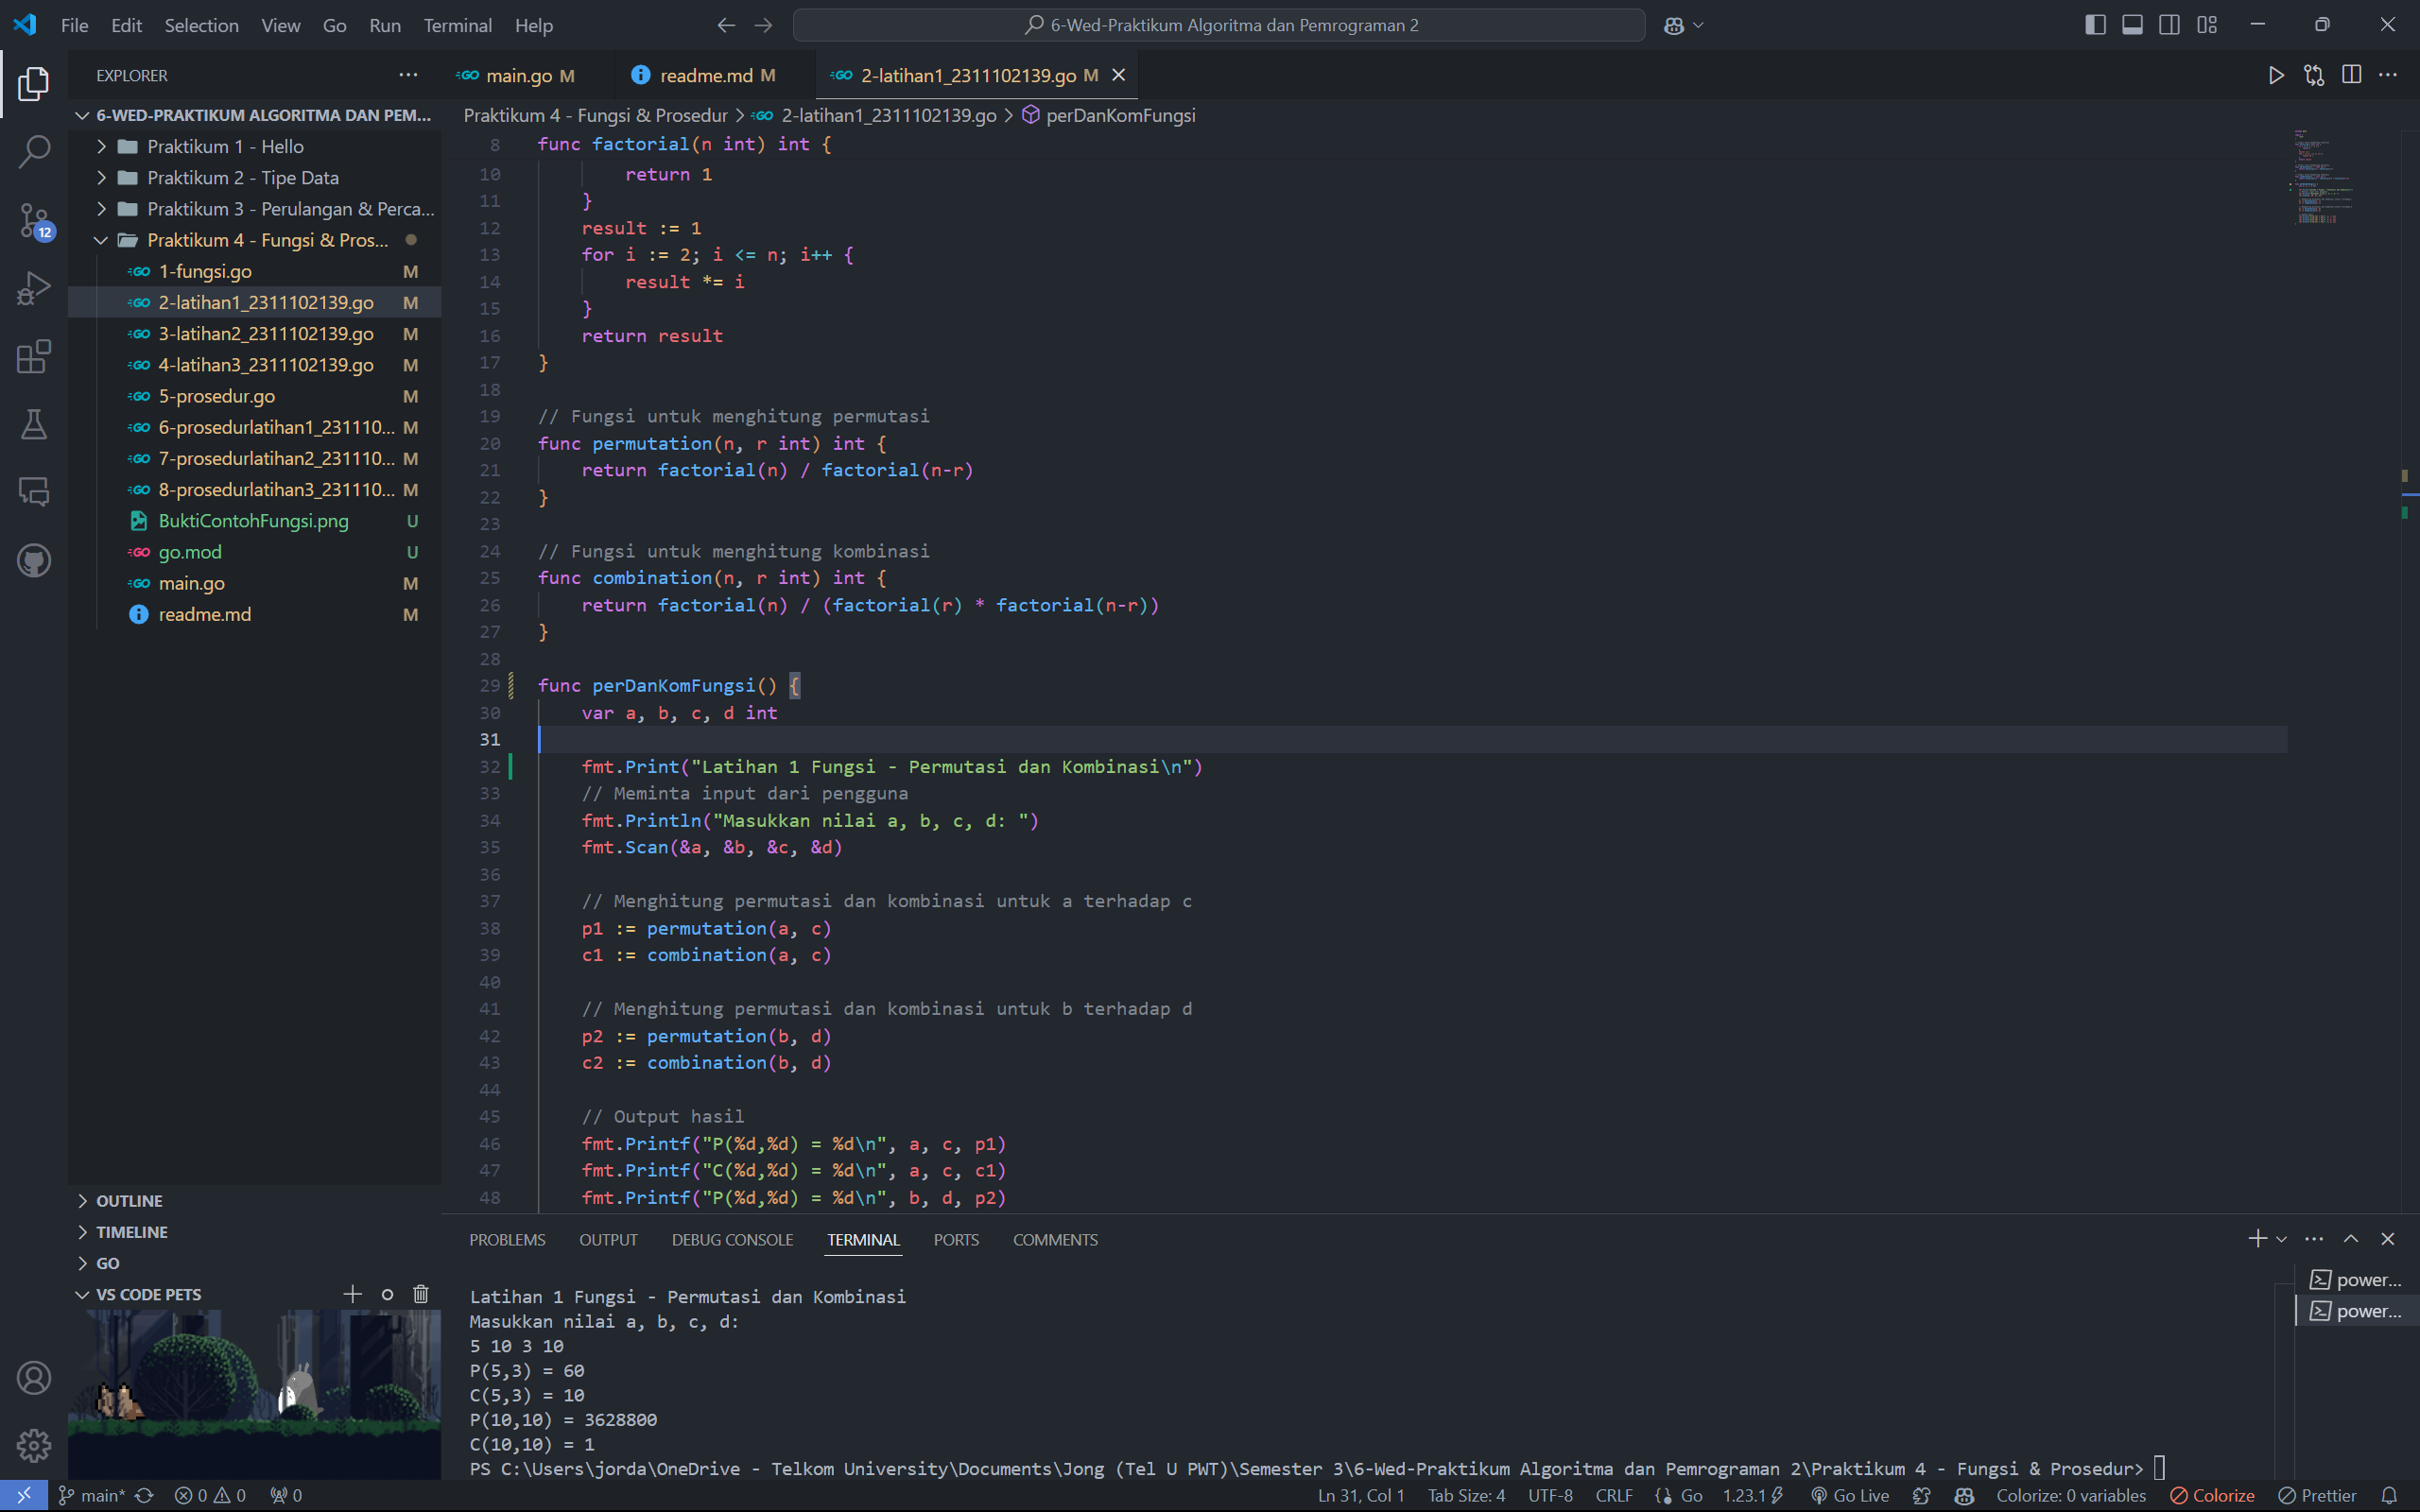 File Edit Selection View Go Run Terminal Help
6-Wed-Praktikum Algoritma dan Pemrograman 2
EXPLORER
6-WED-PRAKTIKUM ALGORITMA DAN PEM...
Praktikum 1 - Hello
Praktikum 2 - Tipe Data
Praktikum 3 - Perulangan & Perca...
Praktikum 4 - Fungsi & Pros...
1-fungsi.go M
2-latihan1_2311102139.go M
3-latihan2_2311102139.go M
4-latihan3_2311102139.go M
5-prosedur.go M
6-prosedurlatihan1_231110... M
7-prosedurlatihan2_231110... M
8-prosedurlatihan3_231110... M
BuktiContohFungsi.png U
go.mod U
main.go M
readme.md M
12
OUTLINE
TIMELINE
GO
VS CODE PETS
main.go M readme.md M 2-latihan1_2311102139.go M
Praktikum 4 - Fungsi & Prosedur > 2-latihan1_2311102139.go > perDanKomFungsi
8 func factorial(n int) int {
10 return 1
11 }
12 result := 1
13 for i := 2; i <= n; i++ {
14 result *= i
15 }
16 return result
17 }
18
19 // Fungsi untuk menghitung permutasi
20 func permutation(n, r int) int {
21 return factorial(n) / factorial(n-r)
22 }
23
24 // Fungsi untuk menghitung kombinasi
25 func combination(n, r int) int {
26 return factorial(n) / (factorial(r) * factorial(n-r))
27 }
28
29 func perDanKomFungsi() {
30 var a, b, c, d int
31
32 fmt.Print("Latihan 1 Fungsi - Permutasi dan Kombinasi\n")
33 // Meminta input dari pengguna
34 fmt.Println("Masukkan nilai a, b, c, d: ")
35 fmt.Scan(&a, &b, &c, &d)
36
37 // Menghitung permutasi dan kombinasi untuk a terhadap c
38 p1 := permutation(a, c)
39 c1 := combination(a, c)
40
41 // Menghitung permutasi dan kombinasi untuk b terhadap d
42 p2 := permutation(b, d)
43 c2 := combination(b, d)
44
45 // Output hasil
46 fmt.Printf("P(%d,%d) = %d\n", a, c, p1)
47 fmt.Printf("C(%d,%d) = %d\n", a, c, c1)
48 fmt.Printf("P(%d,%d) = %d\n", b, d, p2)
PROBLEMS OUTPUT DEBUG CONSOLE TERMINAL PORTS COMMENTS
Latihan 1 Fungsi - Permutasi dan Kombinasi
Masukkan nilai a, b, c, d:
5 10 3 10
P(5,3) = 60
C(5,3) = 10
P(10,10) = 3628800
C(10,10) = 1
PS C:\Users\jorda\OneDrive - Telkom University\Documents\Jong (Tel U PWT)\Semester 3\6-Wed-Praktikum Algoritma dan Pemrograman 2\Praktikum 4 - Fungsi & Prosedur>
power...
power...
main* 0 0 0 Ln 31, Col 1 Tab Size: 4 UTF-8 CRLF Go 1.23.1 Go Live Colorize: 0 variables Colorize Prettier